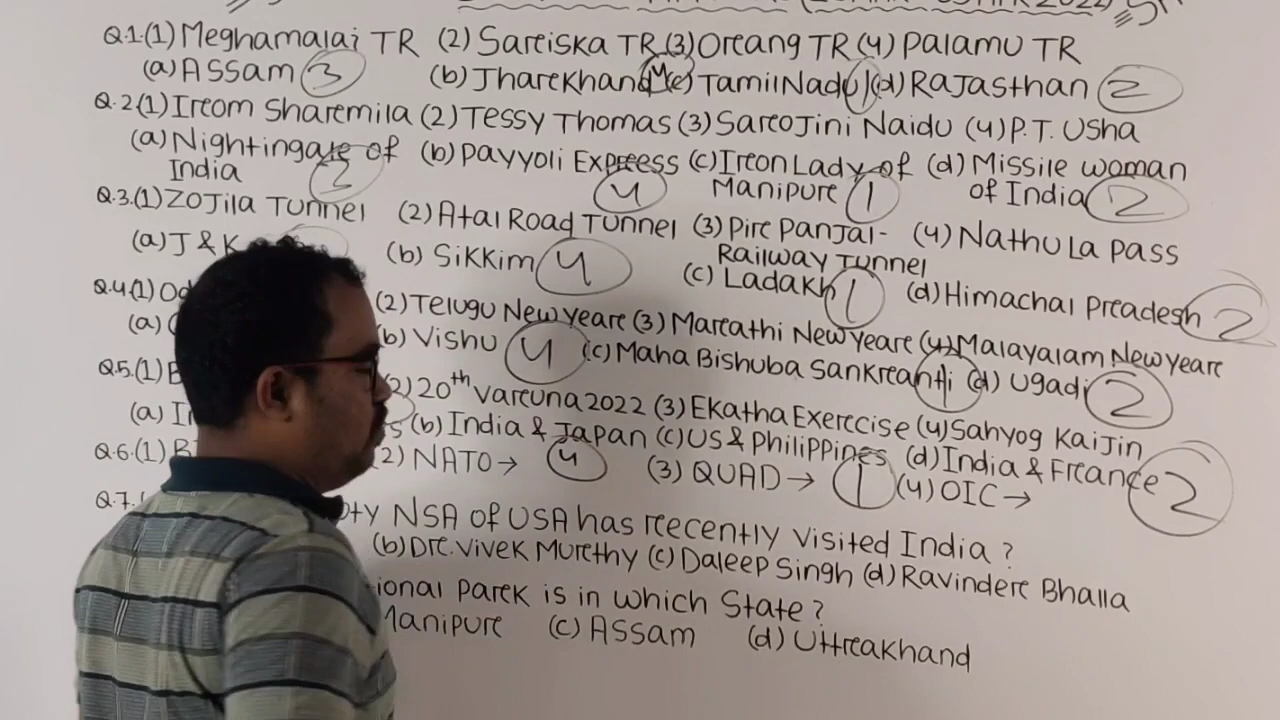 2022)
Q.1(1) Meghamalai TR (2) Sariska TR (3) Orang TR (4) Palamu TR
(a) Assam 3 (b) Jharkhand 4 (c) TamilNadu 1 (d) Rajasthan 2
Q.2(1) Irom Sharmila (2) Tessy Thomas (3) Sarojini Naidu (4) P.T. Usha
(a) Nightingale of (b) Payyoli Express (c) Iron Lady of (d) Missile woman
India 3 4 Manipur 1 of India 2
Q.3.(1) Zojila Tunnel (2) Atal Road Tunnel (3) Pir Panjal- (4) Nathu La Pass
Railway Tunnel
(a) J & K (b) Sikkim 4 (c) Ladakh 1 (d) Himachal Pradesh 2
Q.4(1) Od (2) Telugu New year (3) Marathi New year (4) Malayalam New year
(a) (b) Vishu 4 (c) Maha Bishuba Sankranti 1 (d) Ugadi 2
Q.5.(1) (2) 20th Varuna 2022 (3) Ekatha Exercise (4) Sahyog Kaijin
(a) I (b) India & Japan (c) US & Philippines (d) India & France 2
Q.6.(1) (2) NATO → 4 (3) QUAD → 1 (4) OIC →
Q.7. NSA of USA has recently visited India ?
(b) Dr. Vivek Murthy (c) Daleep Singh (d) Ravinder Bhalla
ional Park is in which State ?
Manipur (c) Assam (d) Uttrakhand